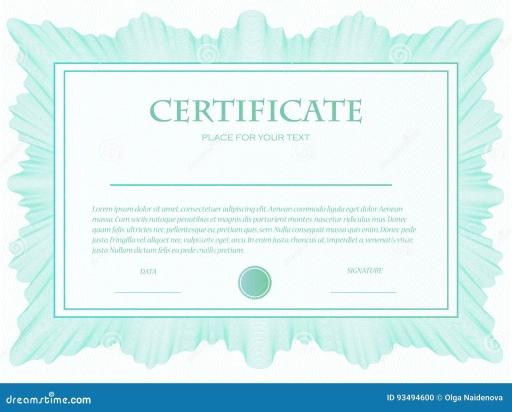 CERTIFICATE
PLACE FOR YOUR TEXT
Lorem ipsum dolor sit amet, consectetuer adipiscing elit. Aenean commodo ligula eget dolor. Aenean
massa. Cum sociis natoque penatibus et magnis dis parturient montes, nascetur ridiculus mus. Donec
quam felis, ultricies nec, pellentesque eu, pretium quis, sem. Nulla consequat massa quis enim. Donec pede
justo, fringilla vel, aliquet nec, vulputate eget, arcu. In enim justo, rhoncus ut, imperdiet a, venenatis vitae,
justo. Nullam dictum felis eu pede mollis pretium.
DATA
SIGNATURE
dreamstime.com
ID 93494600 © Olga Naidenova